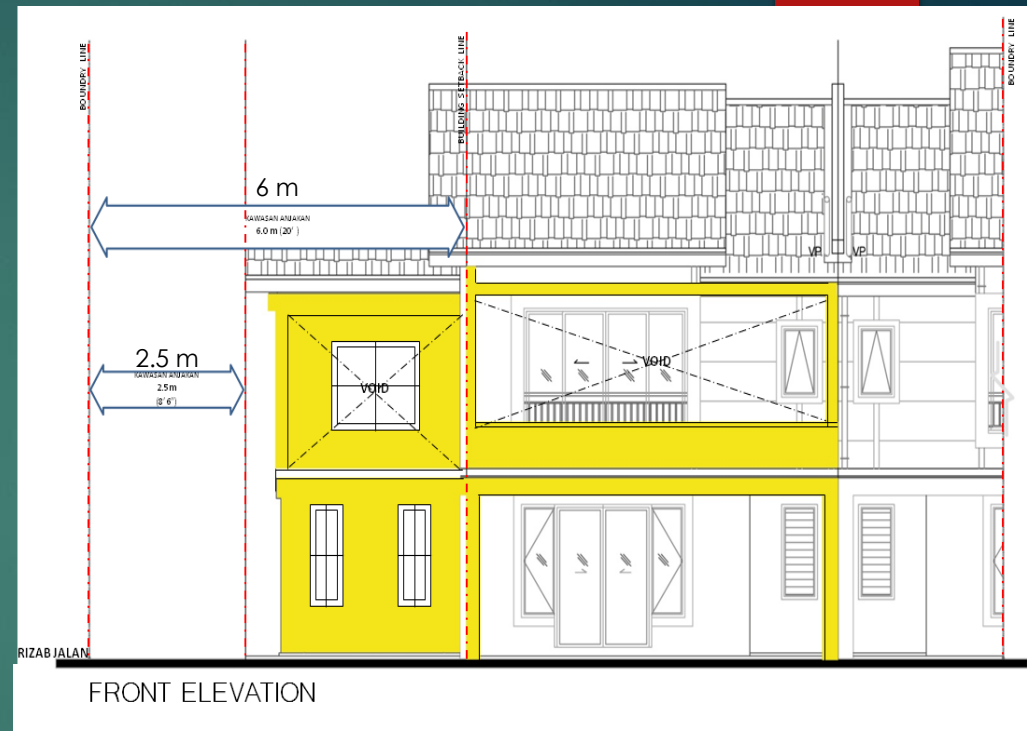 BOUNDRY LINE
BUILDING SETBACK LINE
BOUNDRY LINE
6 m
KAWASAN ANJAKAN
6.0 m (20' )
VP
VP
2.5 m
KAWASAN ANJAKAN
2.5m
(8' 6")
VOID
VOID
RIZAB JALAN
FRONT ELEVATION